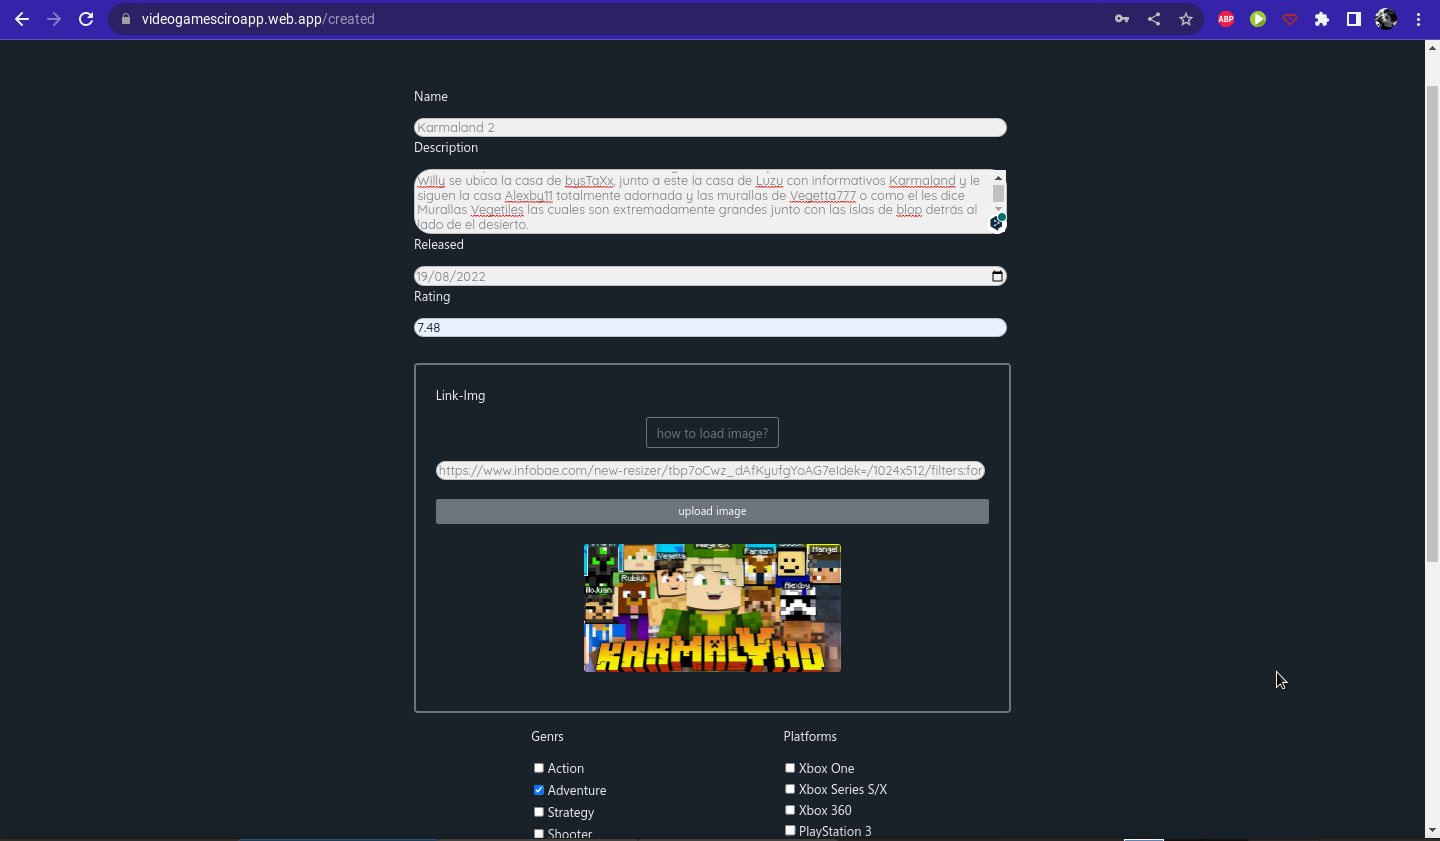 videogamesciroapp.web.app/created
ABP
Name
Karmaland 2
Description
Willy se ubica la casa de bysTaXx, junto a este la casa de Luzu con informativos Karmaland y le
siguen la casa Alexby11 totalmente adornada y las murallas de Vegetta777 o como el les dice
Murallas Vegetiles las cuales son extremadamente grandes junto con las islas de blop detrás al
lado de el desierto.
Released
19/08/2022
Rating
7.48
Link-Img
how to load image?
https://www.infobae.com/new-resizer/tbp7oCwz_dAfKyufgYoAG7eIdek=/1024x512/filters:for
upload image
Vegetta
Fargan
Mangel
Rubius
Alexby
lloJuan
KARMALAND
Genrs
Platforms
Action
Adventure
Strategy
Shooter
Xbox One
Xbox Series S/X
Xbox 360
PlayStation 3